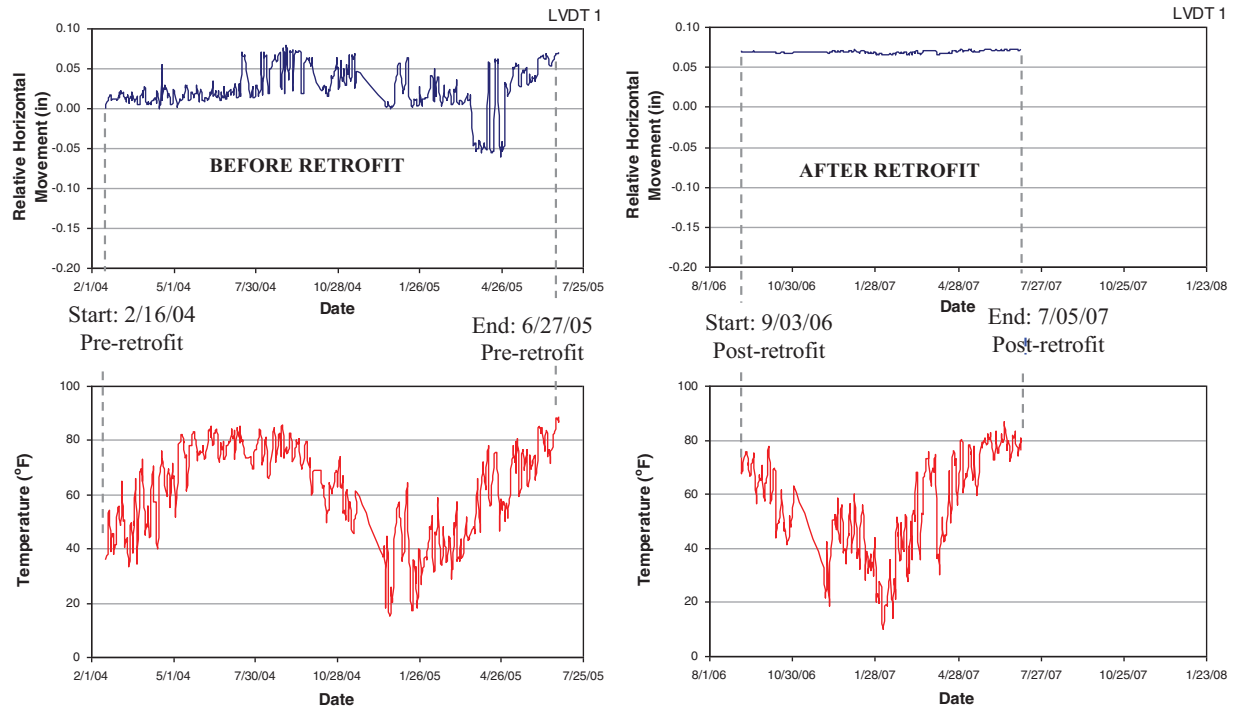 LVDT 1
0.10
0.05
0.00
-0.05
-0.10
-0.15
-0.20
Relative Horizontal
Movement (in)
BEFORE RETROFIT
2/1/04 5/1/04 7/30/04 10/28/04 1/26/05 4/26/05 7/25/05
Date
Start: 2/16/04
Pre-retrofit
End: 6/27/05
Pre-retrofit
LVDT 1
0.10
0.05
0.00
-0.05
-0.10
-0.15
-0.20
Relative Horizontal
Movement (in)
AFTER RETROFIT
8/1/06 10/30/06 1/28/07 4/28/07 7/27/07 10/25/07 1/23/08
Date
Start: 9/03/06
Post-retrofit
End: 7/05/07
Post-retrofit
100
80
60
40
20
0
Temperature (°F)
2/1/04 5/1/04 7/30/04 10/28/04 1/26/05 4/26/05 7/25/05
Date
100
80
60
40
20
0
Temperature (°F)
8/1/06 10/30/06 1/28/07 4/28/07 7/27/07 10/25/07 1/23/08
Date